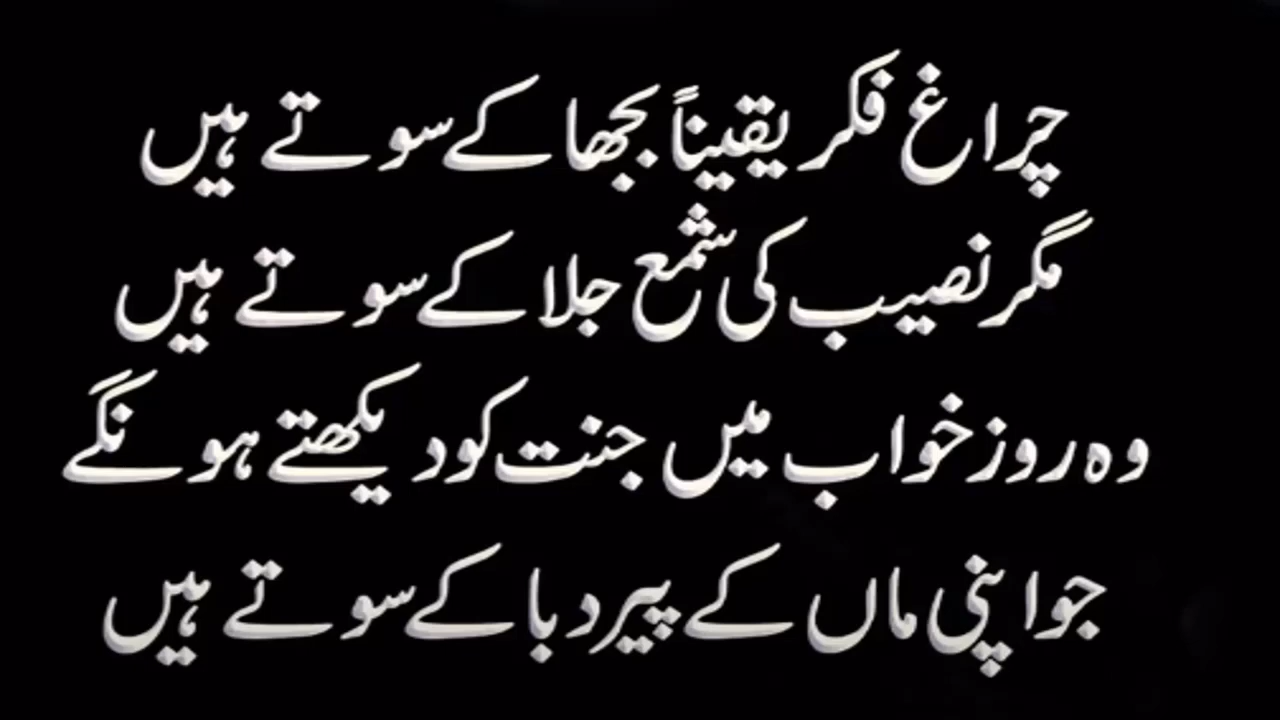 چراغ فکر یقیناً بجھا کے سوتے ہیں
مگر نصیب کی شمع جلا کے سوتے ہیں
وہ روز خواب میں جنت کو دیکھتے ہونگے
جو اپنی ماں کے پیر دبا کے سوتے ہیں